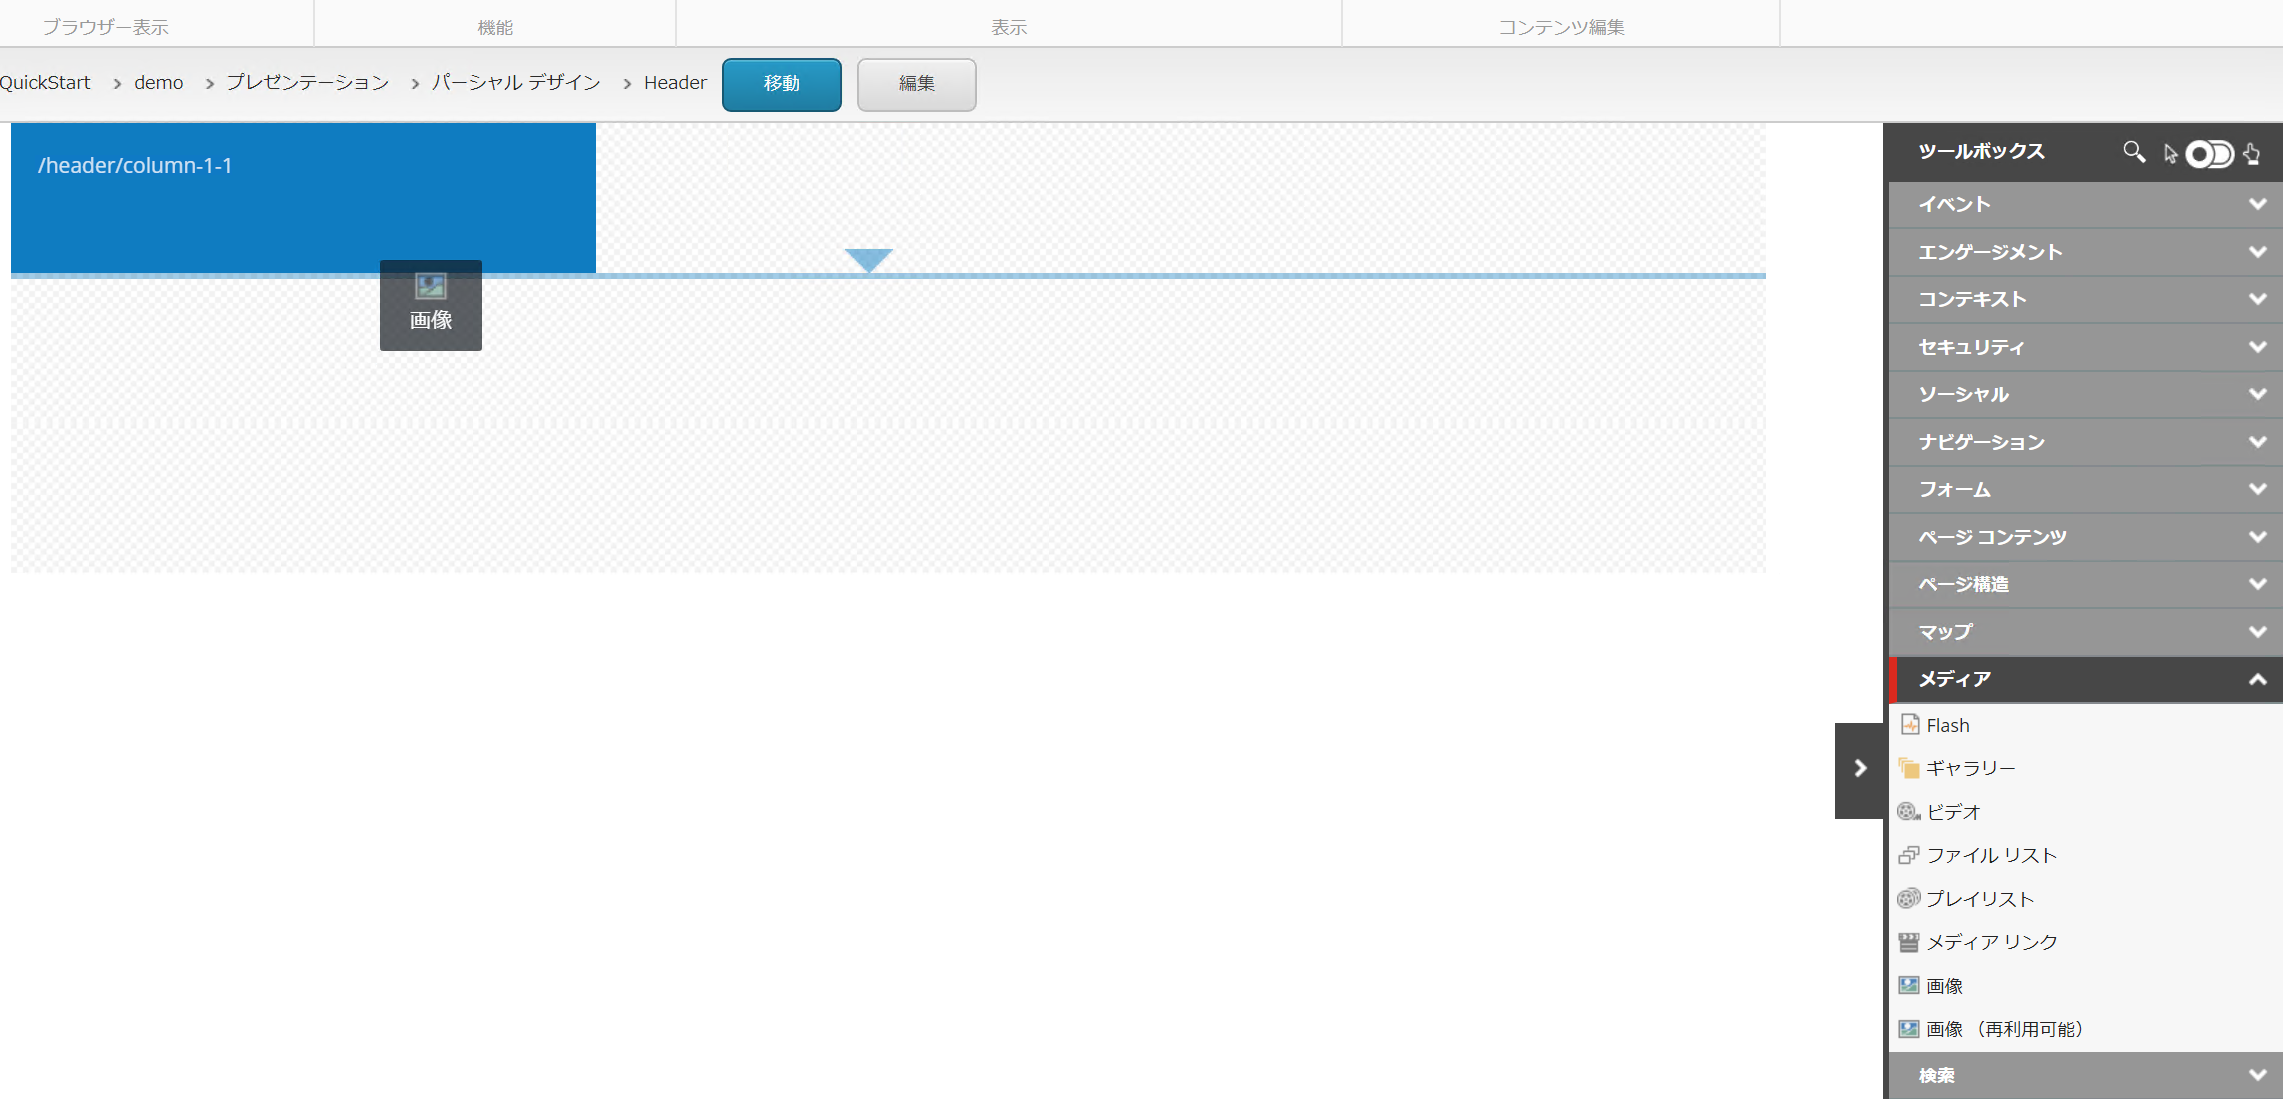 ブラウザー表示 機能 表示 コンテンツ編集
QuickStart demo プレゼンテーション パーシャル デザイン Header 移動 編集
/header/column-1-1
画像
ツールボックス
イベント
エンゲージメント
コンテキスト
セキュリティ
ソーシャル
ナビゲーション
フォーム
ページ コンテンツ
ページ構造
マップ
メディア
Flash
ギャラリー
ビデオ
ファイル リスト
プレイリスト
メディア リンク
画像
画像 （再利用可能）
検索